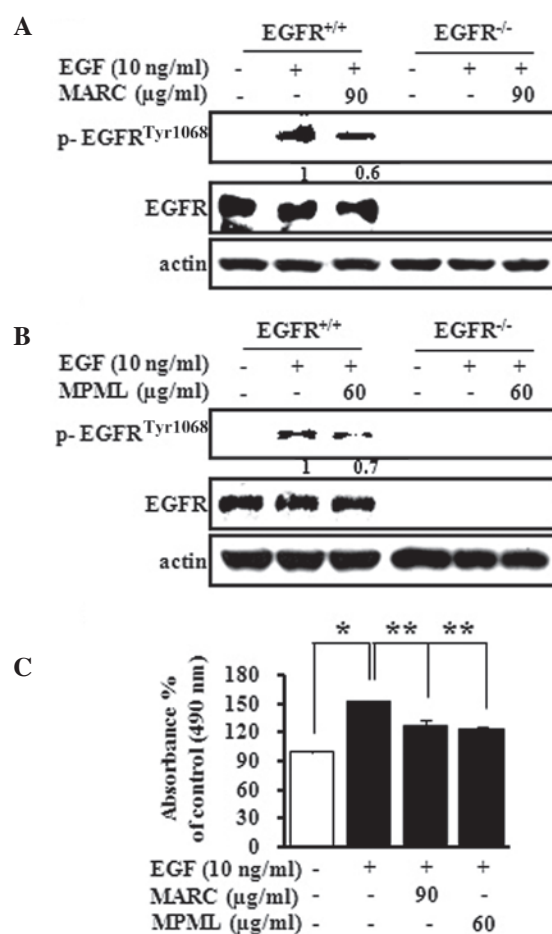 A
EGFR+/+ EGFR-/-
EGF (10 ng/ml) - + + - + +
MARC (µg/ml) - - 90 - - 90
p- EGFRTyr1068
1 0.6
EGFR
actin
B
EGFR+/+ EGFR-/-
EGF (10 ng/ml) - + + - + +
MPML (µg/ml) - - 60 - - 60
p- EGFRTyr1068
1 0.7
EGFR
actin
C
* ** **
Absorbance %
of control (490 nm)
180
150
120
90
60
30
0
EGF (10 ng/ml) - + + +
MARC (µg/ml) - - 90 -
MPML (µg/ml) - - - 60